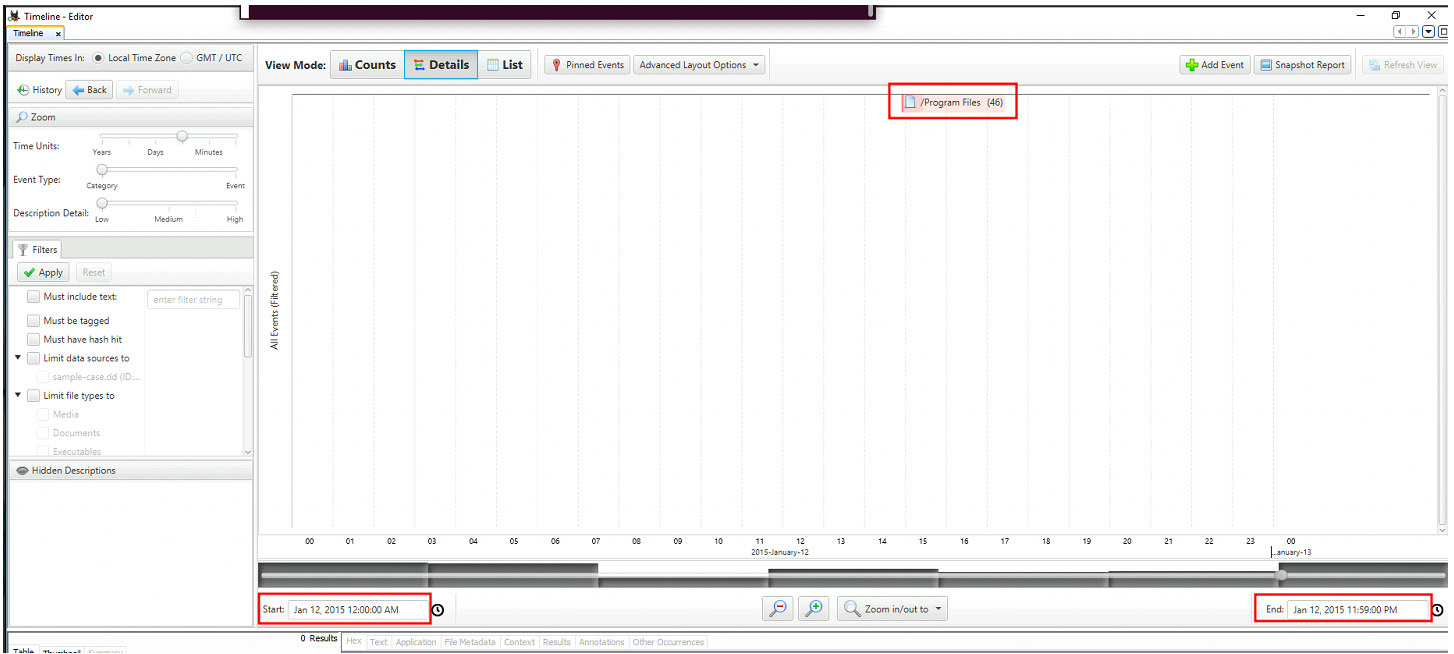 Timeline - Editor
Timeline x
Display Times In: Local Time Zone GMT / UTC
View Mode: Counts Details List Pinned Events Advanced Layout Options Add Event Snapshot Report Refresh View
History Back Forward
/Program Files (46)
Zoom
Time Units:
Years Days Minutes
Event Type:
Category Event
Description Detail:
Low Medium High
Filters
Apply Reset
Must include text: enter filter string
Must be tagged
Must have hash hit
Limit data sources to
sample-case.dd (ID:...
Limit file types to
Media
Documents
Executables
Hidden Descriptions
All Events (Filtered)
00 01 02 03 04 05 06 07 08 09 10 11 12 13 14 15 16 17 18 19 20 21 22 23 00
2015-January-12 ...anuary-13
Start: Jan 12, 2015 12:00:00 AM Zoom in/out to End: Jan 12, 2015 11:59:00 PM
0 Results Hex Text Application File Metadata Context Results Annotations Other Occurrences
Table Thumbnail Summary